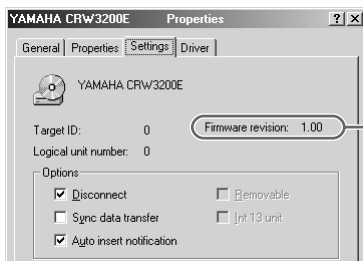 YAMAHA CRW3200E Properties
General Properties Settings Driver
YAMAHA CRW3200E
Target ID: 0 Firmware revision: 1.00
Logical unit number: 0
Options
Disconnect Removable
Sync data transfer Int 13 unit
Auto insert notification